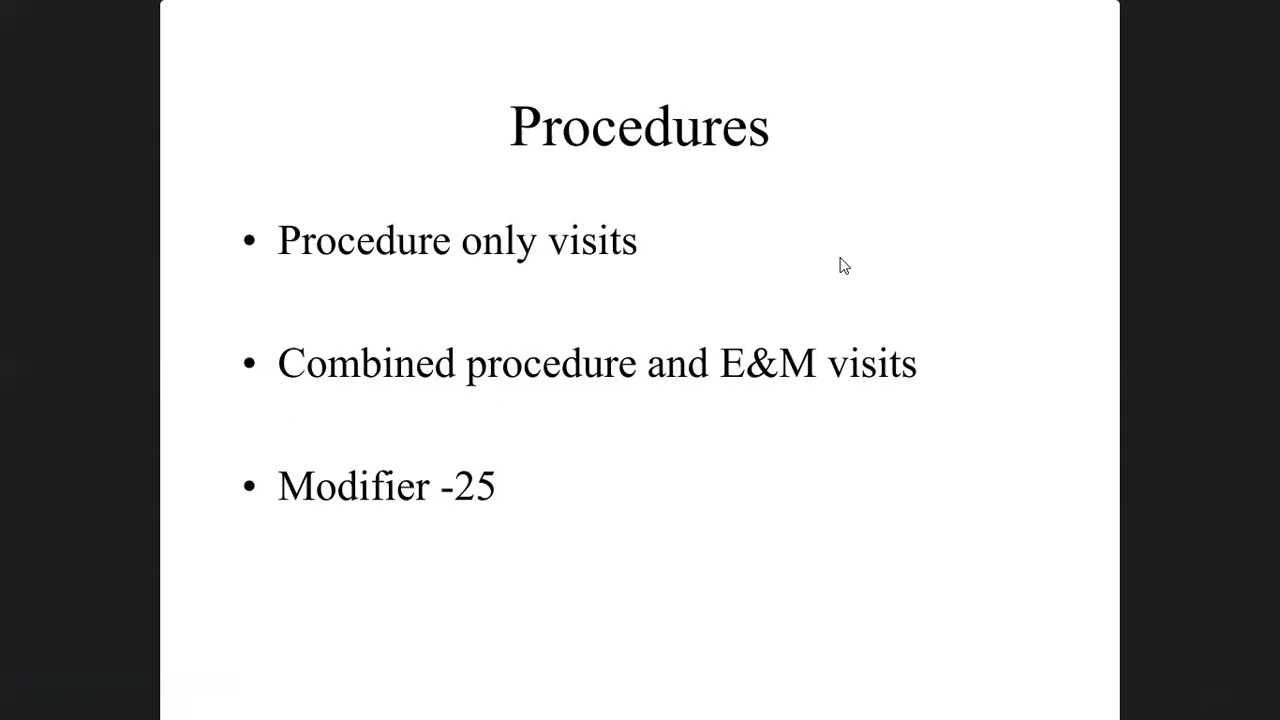 Procedures
• Procedure only visits
• Combined procedure and E&M visits
• Modifier -25